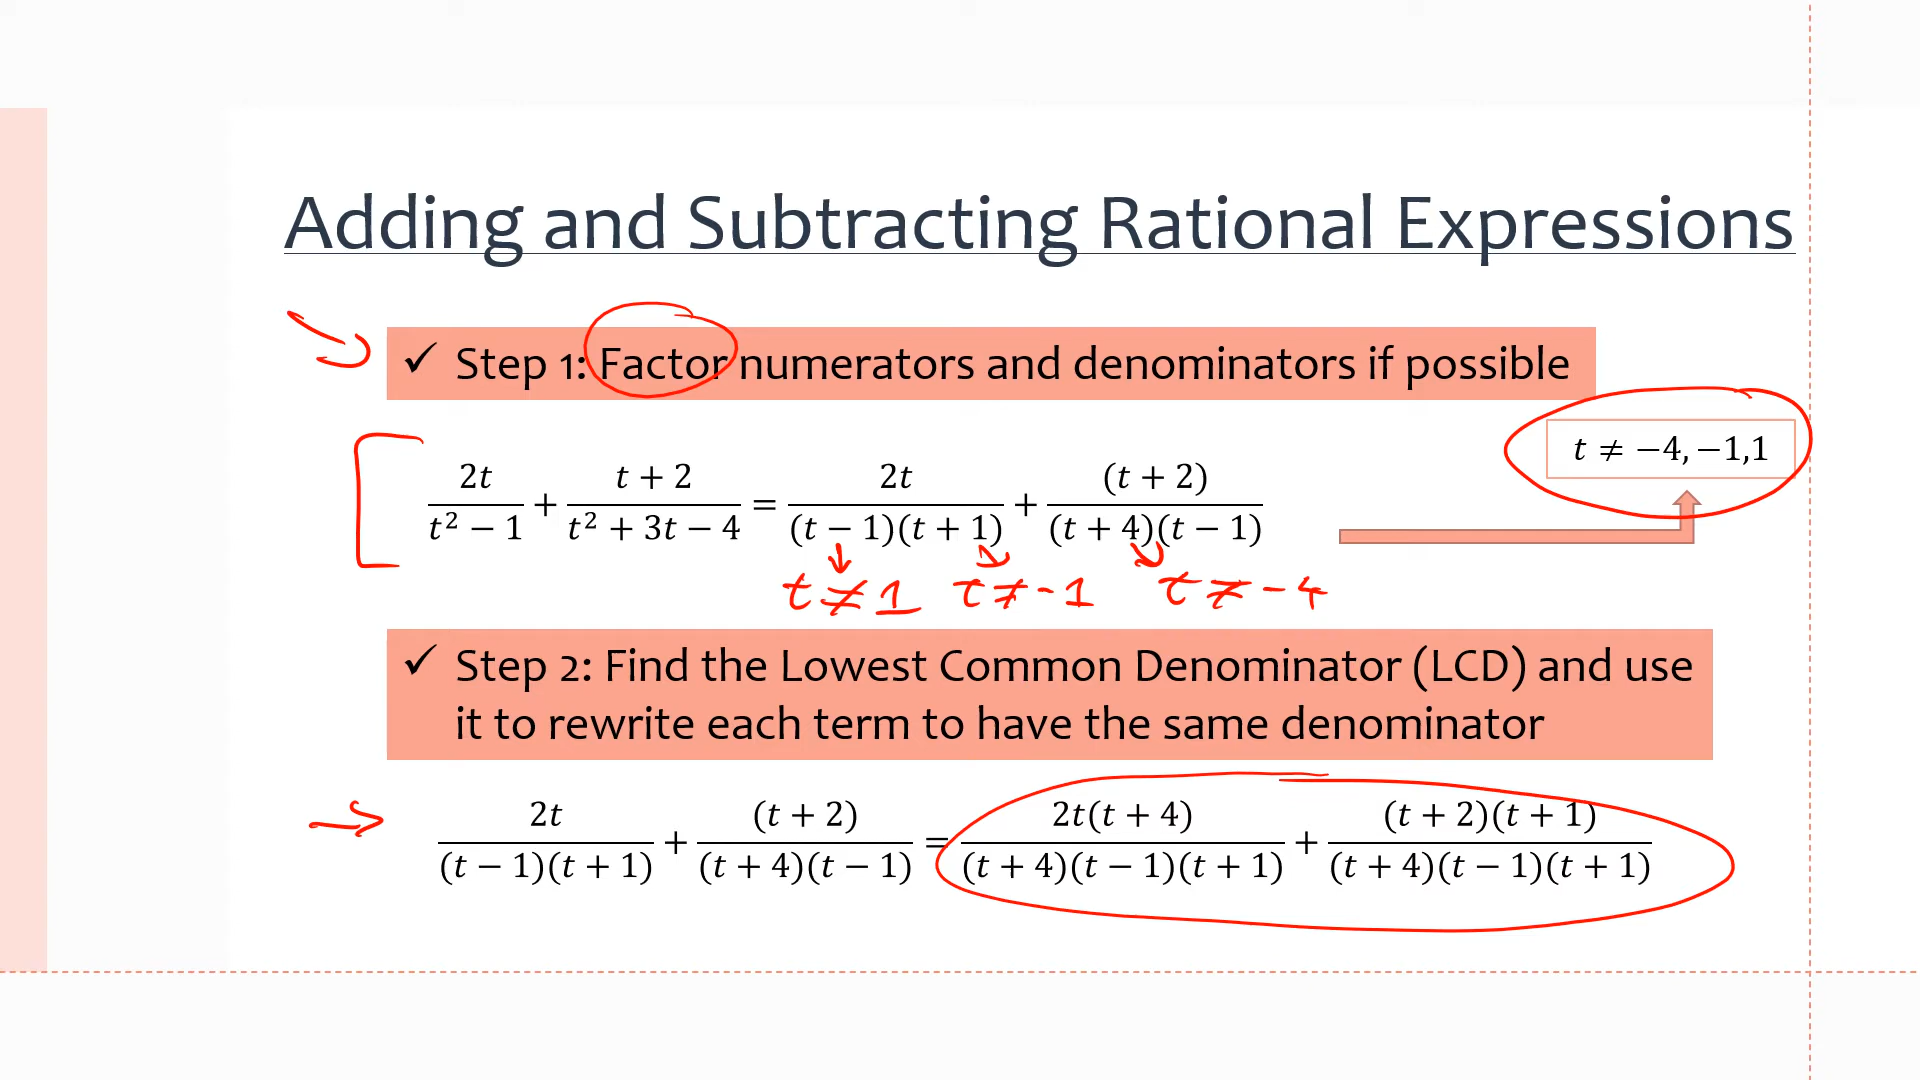 Adding and Subtracting Rational Expressions
✓ Step 1: Factor numerators and denominators if possible
t ≠ −4, −1,1
2t/(t² − 1) + (t + 2)/(t² + 3t − 4) = 2t/((t − 1)(t + 1)) + (t + 2)/((t + 4)(t − 1))
t ≠ 1 t ≠ -1 t ≠ -4
✓ Step 2: Find the Lowest Common Denominator (LCD) and use
it to rewrite each term to have the same denominator
2t/((t − 1)(t + 1)) + (t + 2)/((t + 4)(t − 1)) = 2t(t + 4)/((t + 4)(t − 1)(t + 1)) + (t + 2)(t + 1)/((t + 4)(t − 1)(t + 1))